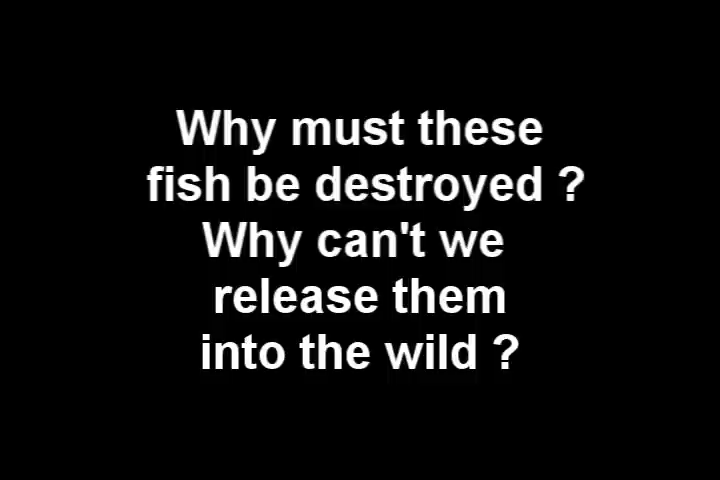 Why must these
fish be destroyed ?
Why can't we
release them
into the wild ?